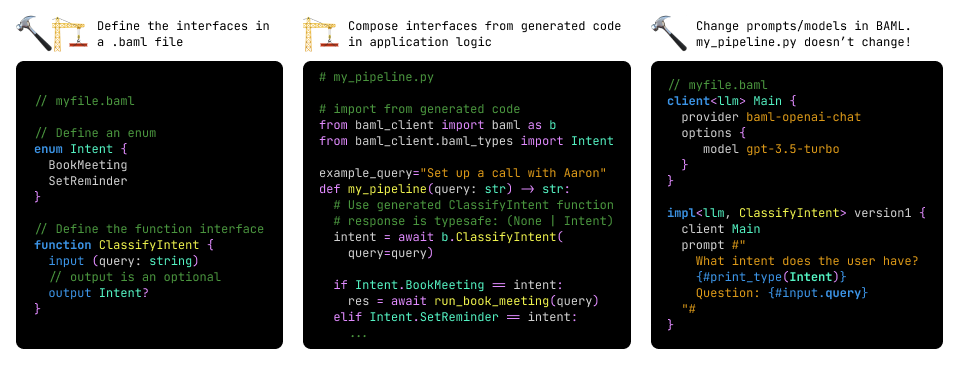 Define the interfaces in
a .baml file
// myfile.baml
// Define an enum
enum Intent {
BookMeeting
SetReminder
}
// Define the function interface
function ClassifyIntent {
input (query: string)
// output is an optional
output Intent?
}
Compose interfaces from generated code
in application logic
# my_pipeline.py
# import from generated code
from baml_client import baml as b
from baml_client.baml_types import Intent
example_query="Set up a call with Aaron"
def my_pipeline(query: str) -> str:
# Use generated ClassifyIntent function
# response is typesafe: (None | Intent)
intent = await b.ClassifyIntent(
query=query)
if Intent.BookMeeting == intent:
res = await run_book_meeting(query)
elif Intent.SetReminder == intent:
...
Change prompts/models in BAML.
my_pipeline.py doesn’t change!
// myfile.baml
client<llm> Main {
provider baml-openai-chat
options {
model gpt-3.5-turbo
}
}
impl<llm, ClassifyIntent> version1 {
client Main
prompt #"
What intent does the user have?
{#print_type(Intent)}
Question: {#input.query}
"#
}